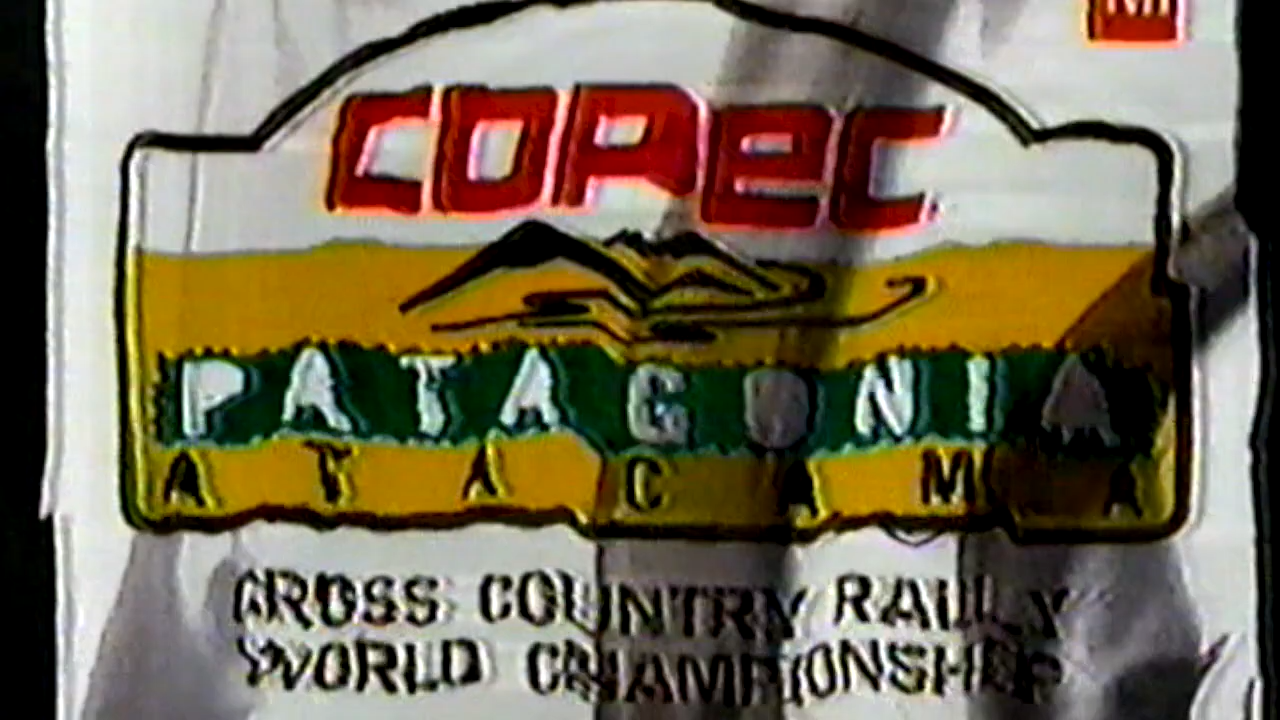 COPEC
PATAGONIA
ATACAMA
CROSS COUNTRY RALLY
WORLD CHAMPIONSHIP